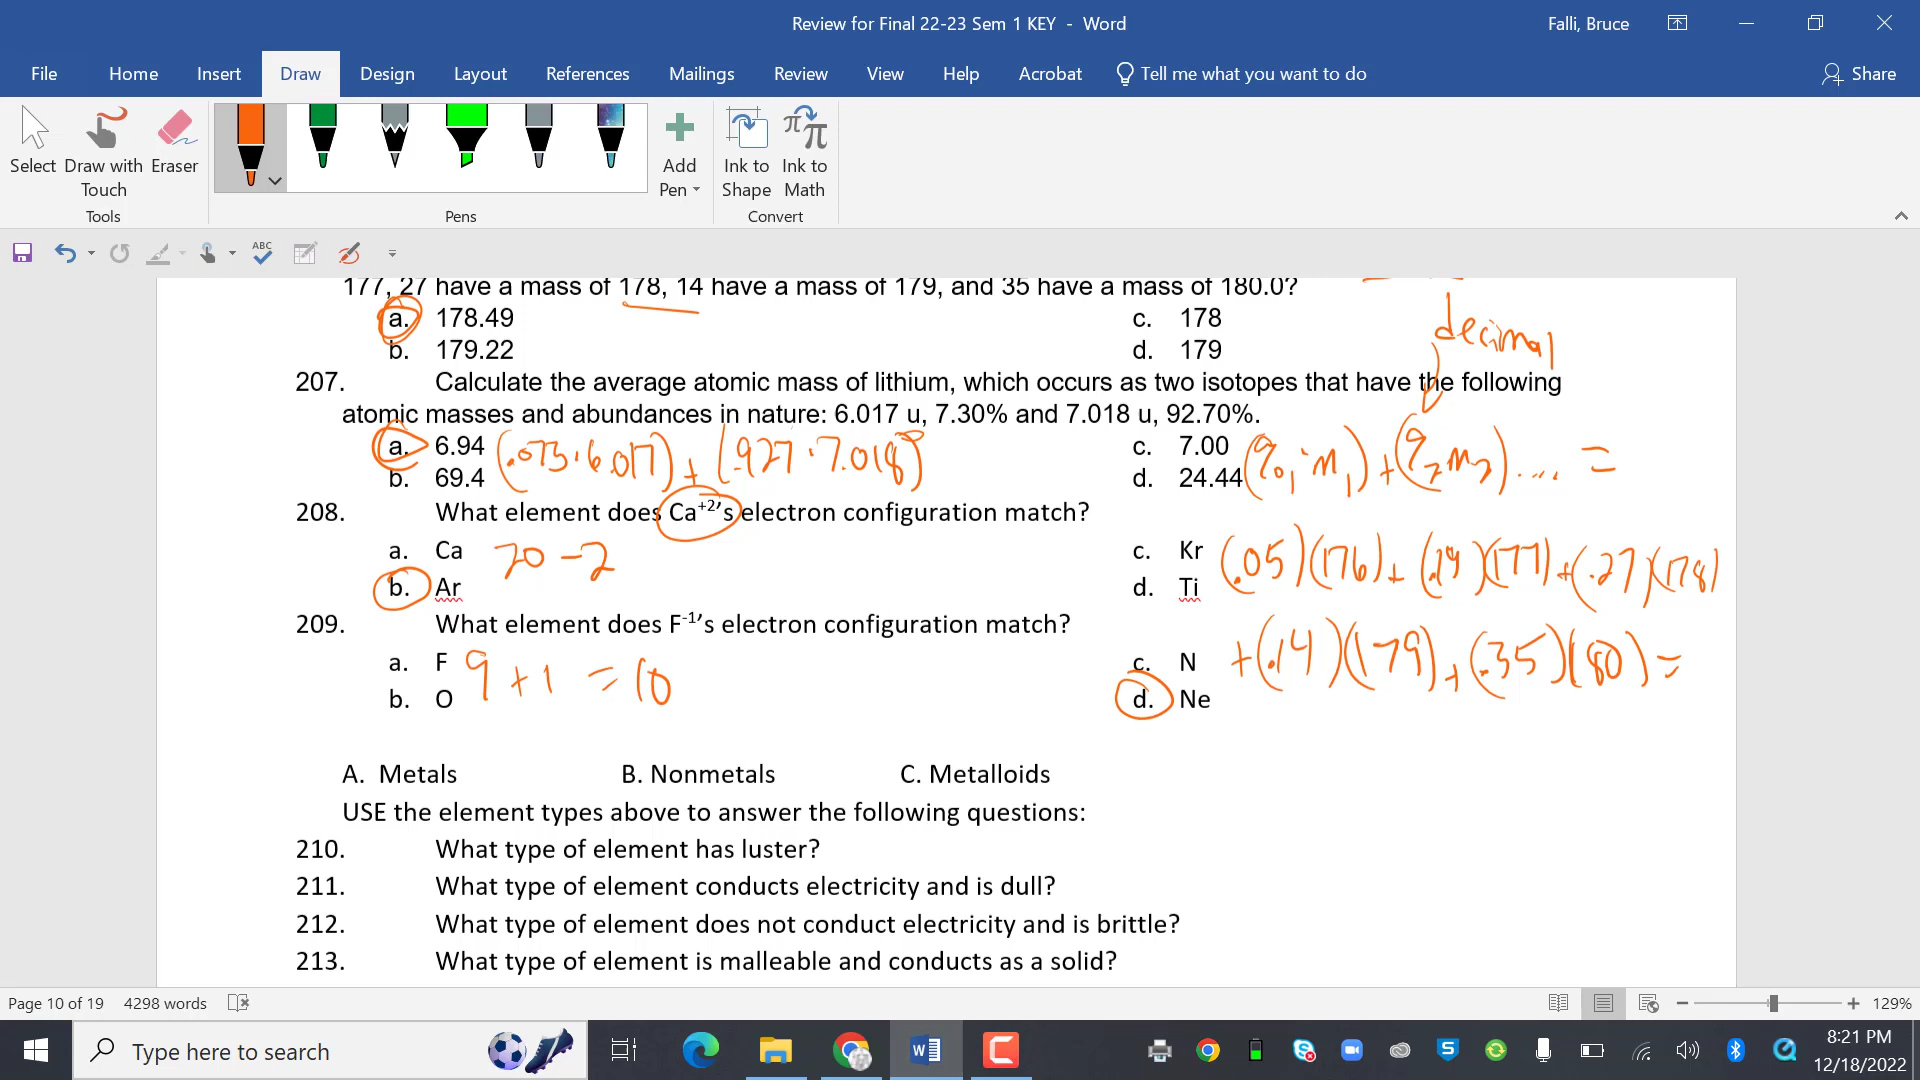 Review for Final 22-23 Sem 1 KEY - Word
Falli, Bruce
File Home Insert Draw Design Layout References Mailings Review View Help Acrobat Tell me what you want to do Share
Select Draw with Touch Eraser Add Pen Ink to Shape Ink to Math
Tools Pens Convert
ABC
177, 27 have a mass of 178, 14 have a mass of 179, and 35 have a mass of 180.0?
a. 178.49 c. 178
b. 179.22 d. 179
decimal
207. Calculate the average atomic mass of lithium, which occurs as two isotopes that have the following
atomic masses and abundances in nature: 6.017 u, 7.30% and 7.018 u, 92.70%.
a. 6.94 (.073·6.017) + (.927·7.018) c. 7.00
b. 69.4 d. 24.44 (%1·m1) + (%2m2) .... =
208. What element does Ca+2's electron configuration match?
a. Ca 20 - 2 c. Kr (.05)(176) + (.19)(177) + (.27)(178)
b. Ar d. Ti
209. What element does F-1's electron configuration match?
a. F 9 + 1 = 10 c. N + (.14)(179) + (.35)(180) =
b. O d. Ne
A. Metals B. Nonmetals C. Metalloids
USE the element types above to answer the following questions:
210. What type of element has luster?
211. What type of element conducts electricity and is dull?
212. What type of element does not conduct electricity and is brittle?
213. What type of element is malleable and conducts as a solid?
Page 10 of 19 4298 words 129%
Type here to search
8:21 PM
12/18/2022